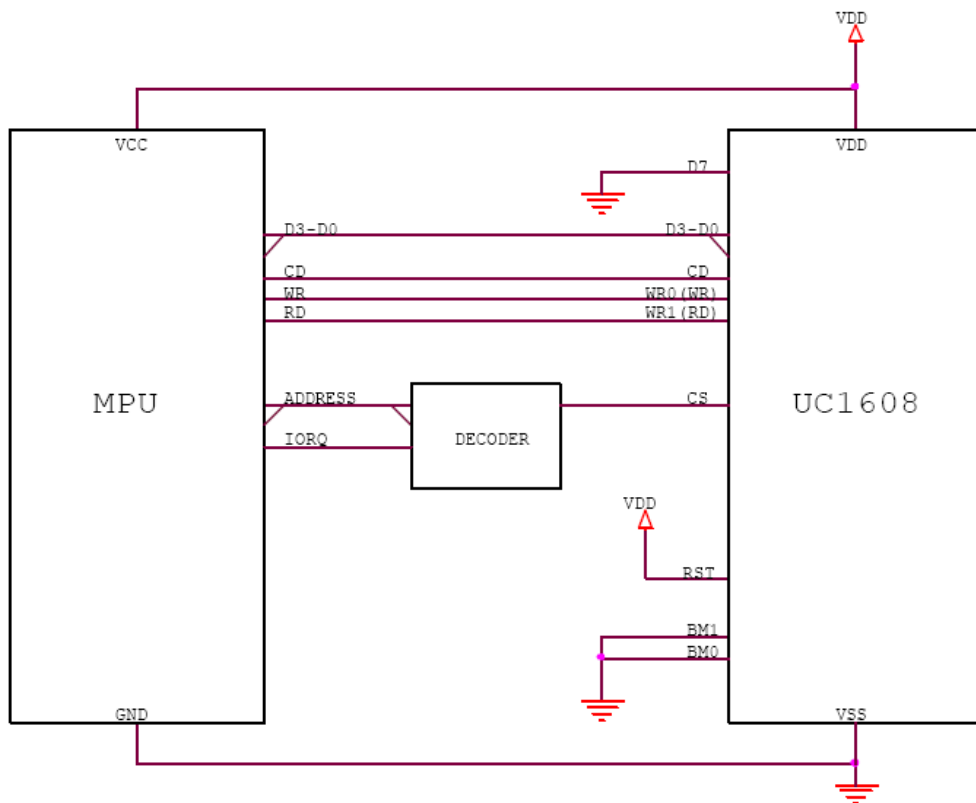 VDD
VCC
VDD
D7
D3-D0 D3-D0
CD CD
WR WR0(WR)
RD WR1(RD)
MPU
ADDRESS
CS
UC1608
IORQ
DECODER
VDD
RST
BM1
BM0
GND
VSS